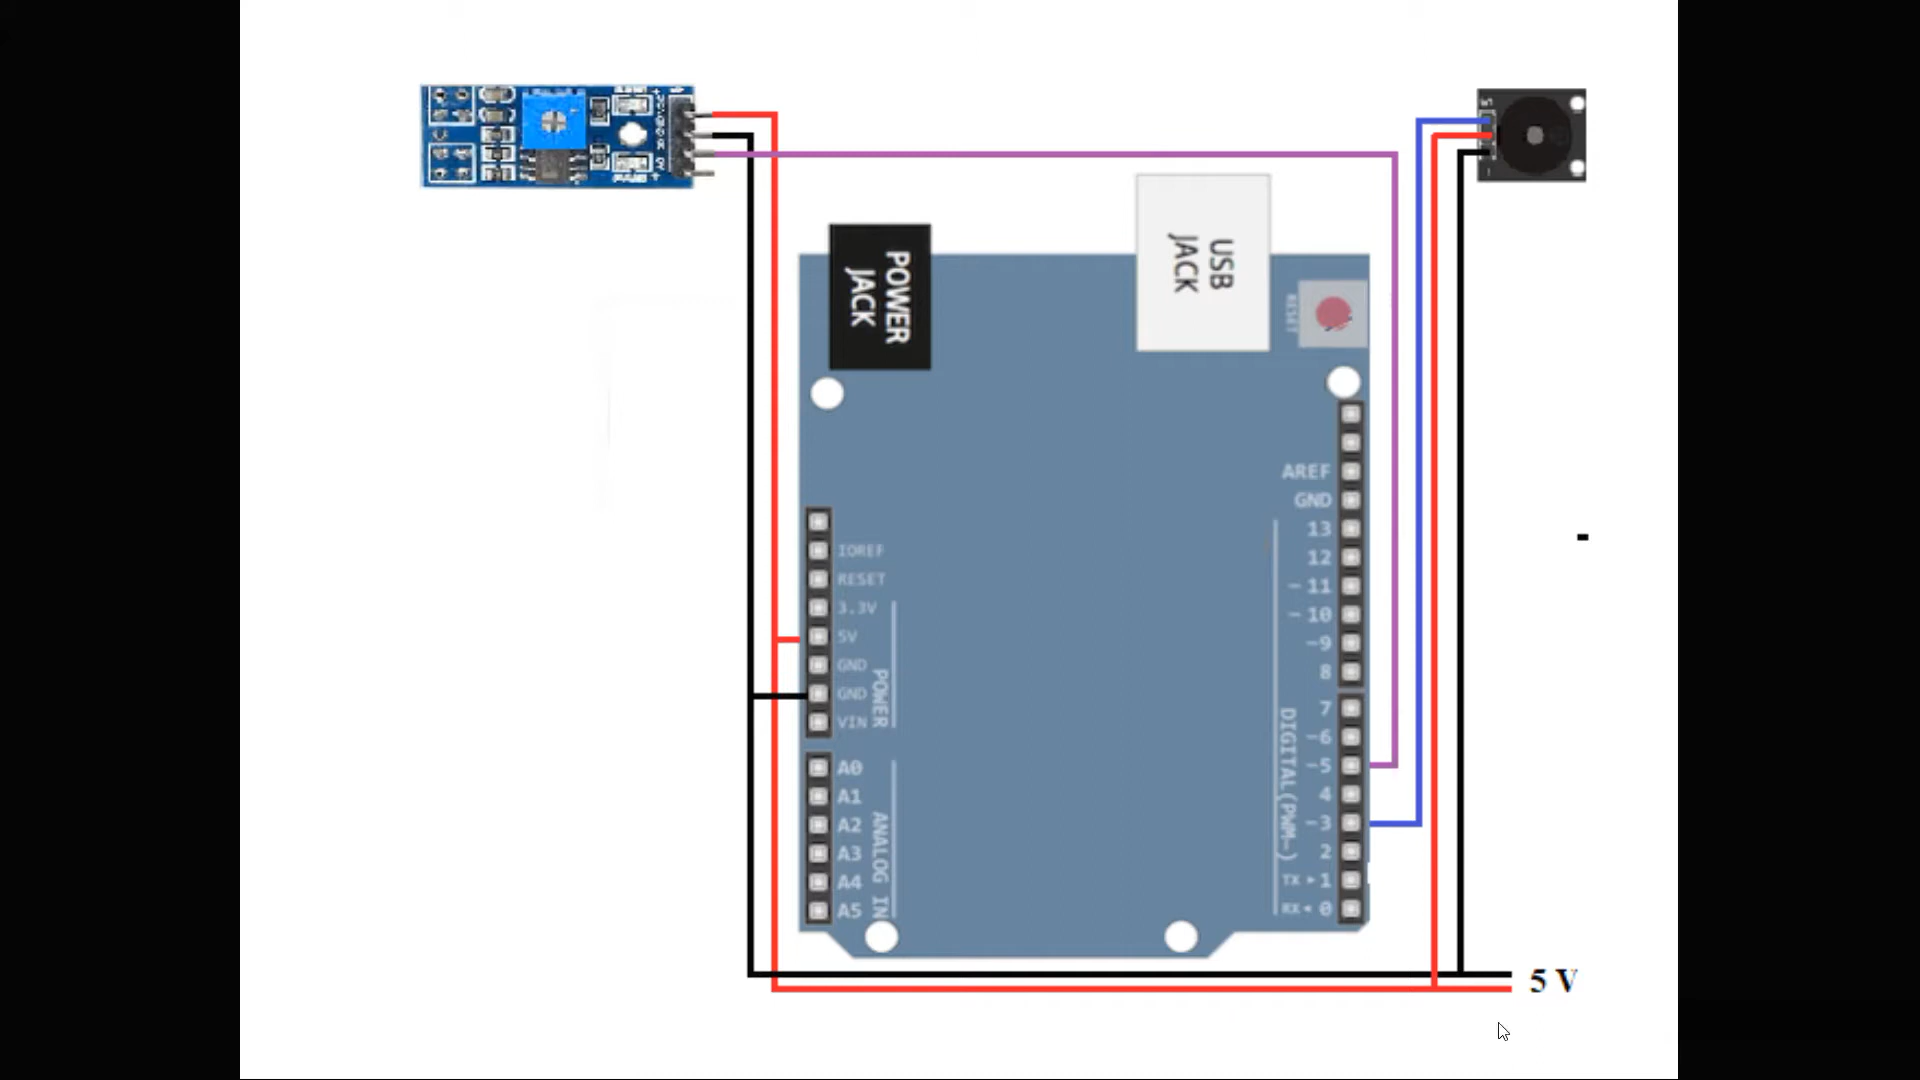 POWER
JACK
USB
JACK
RESET
AREF
GND
13
12
~11
~10
~9
8
7
~6
~5
4
~3
2
TX ▸ 1
RX ◂ 0
DIGITAL(PWM~)
IOREF
RESET
3.3V
5V
GND
GND
VIN
POWER
A0
A1
A2
A3
A4
A5
ANALOG IN
5 V